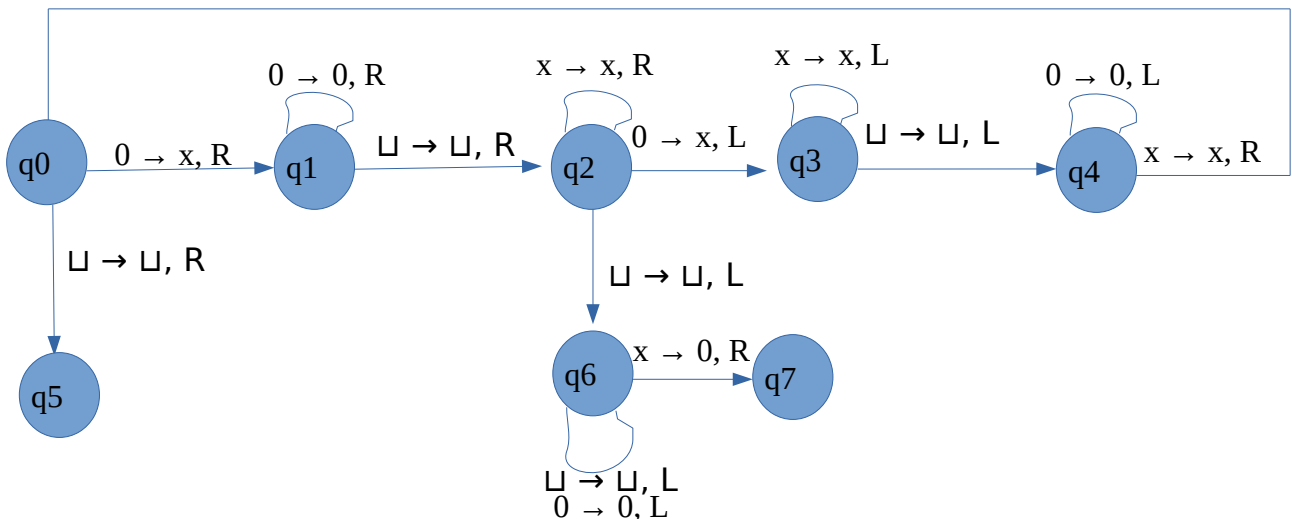 0 → 0, R
x → x, R
x → x, L
0 → 0, L
q0
0 → x, R
q1
⊔ → ⊔, R
q2
0 → x, L
q3
⊔ → ⊔, L
q4
x → x, R
⊔ → ⊔, R
⊔ → ⊔, L
q5
q6
x → 0, R
q7
⊔ → ⊔, L
0 → 0, L